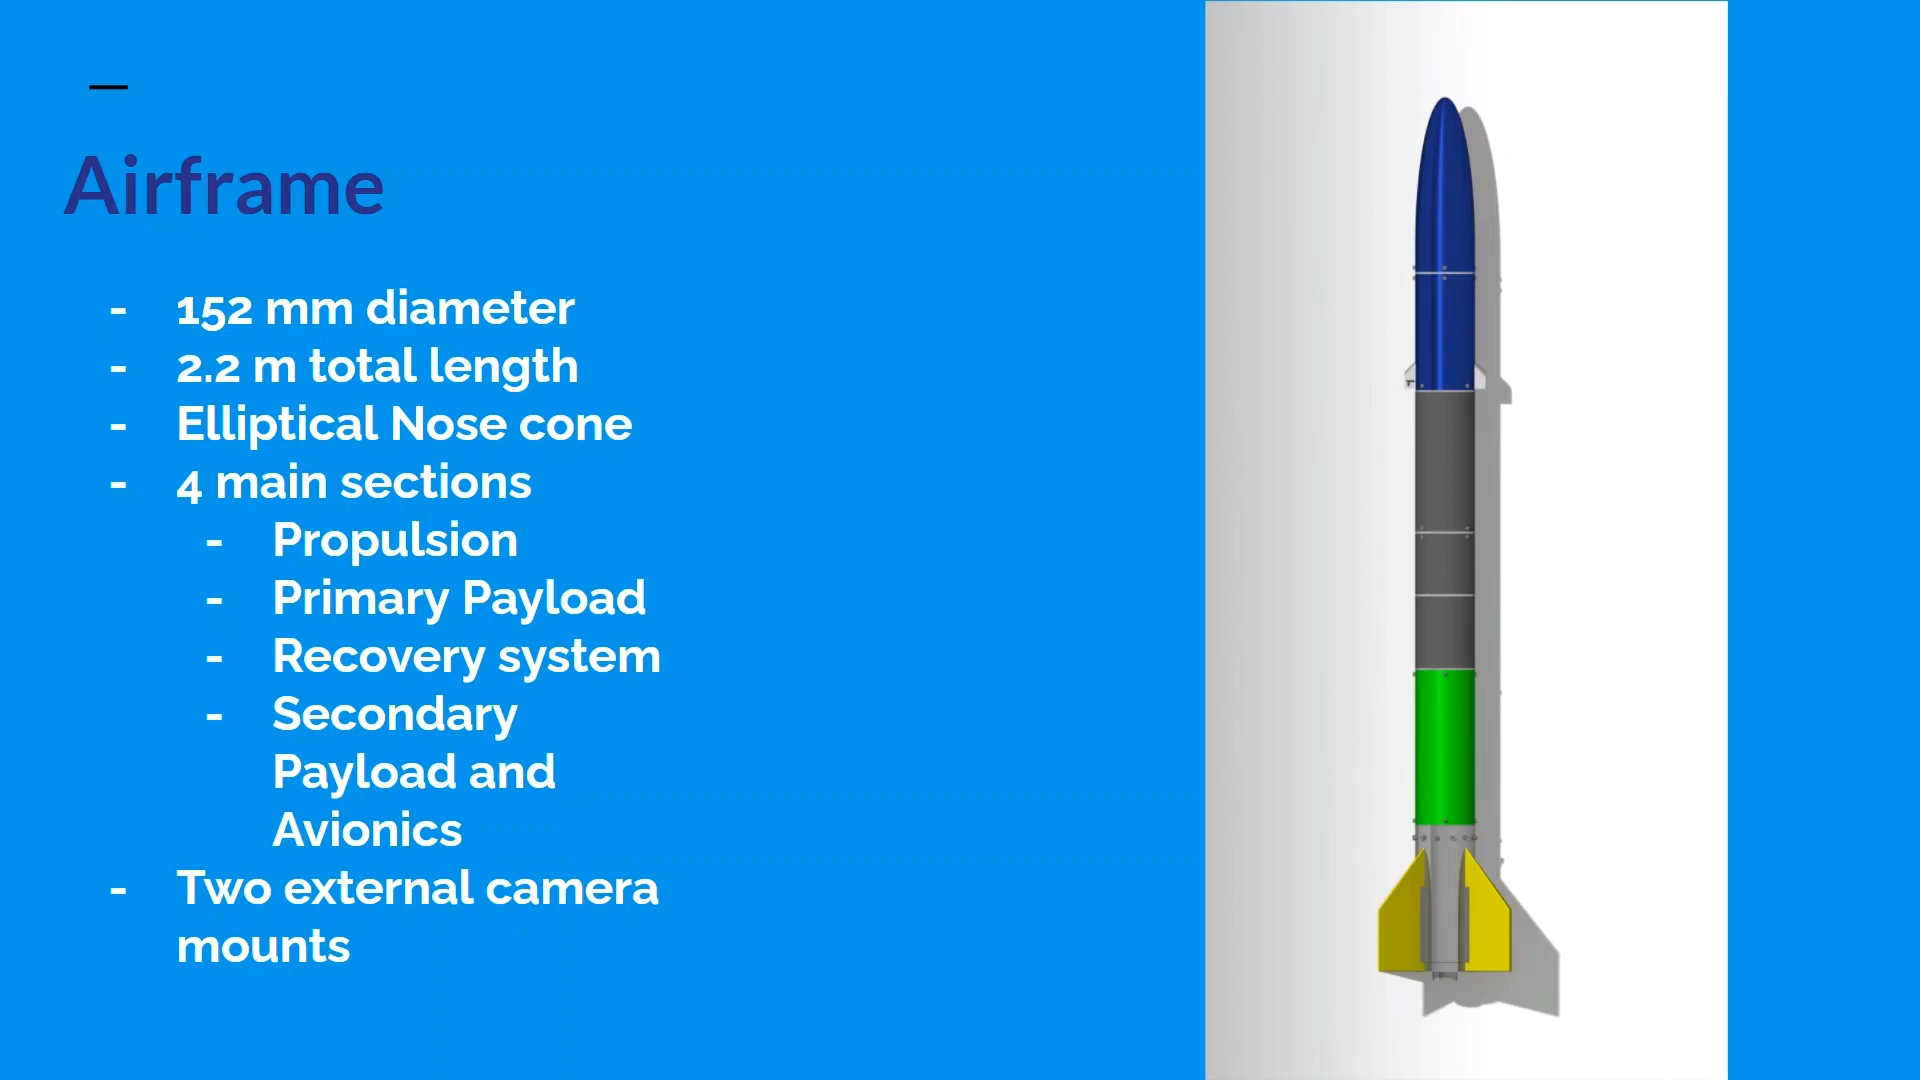 Airframe
- 152 mm diameter
- 2.2 m total length
- Elliptical Nose cone
- 4 main sections
- Propulsion
- Primary Payload
- Recovery system
- Secondary
Payload and
Avionics
- Two external camera
mounts